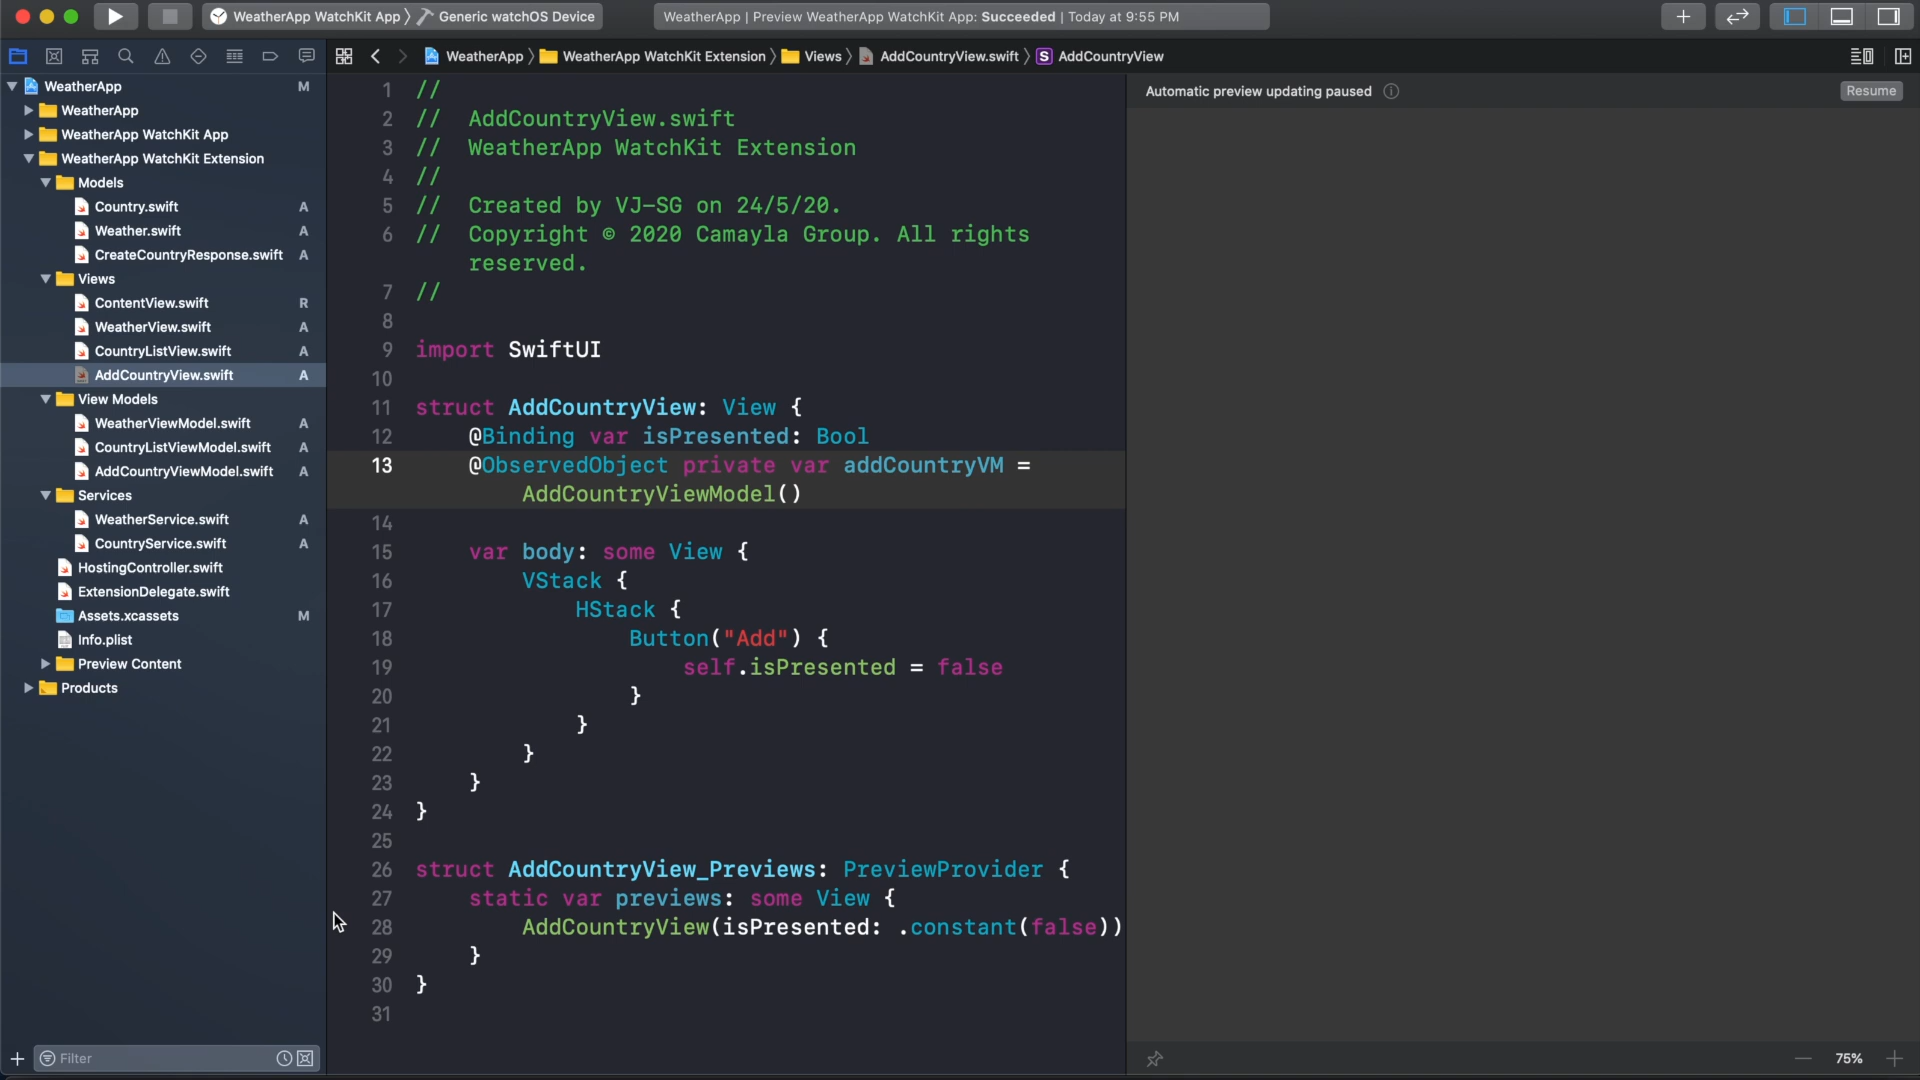 WeatherApp WatchKit App 〉 Generic watchOS Device
WeatherApp | Preview WeatherApp WatchKit App: Succeeded | Today at 9:55 PM
WeatherApp 〉 WeatherApp WatchKit Extension 〉 Views 〉 AddCountryView.swift 〉 S AddCountryView
WeatherApp M
WeatherApp
WeatherApp WatchKit App
WeatherApp WatchKit Extension
Models
Country.swift A
Weather.swift A
CreateCountryResponse.swift A
Views
ContentView.swift R
WeatherView.swift A
CountryListView.swift A
AddCountryView.swift A
View Models
WeatherViewModel.swift A
CountryListViewModel.swift A
AddCountryViewModel.swift A
Services
WeatherService.swift A
CountryService.swift A
HostingController.swift
ExtensionDelegate.swift
Assets.xcassets M
Info.plist
Preview Content
Products
Filter
1 //
2 //  AddCountryView.swift
3 //  WeatherApp WatchKit Extension
4 //
5 //  Created by VJ-SG on 24/5/20.
6 //  Copyright © 2020 Camayla Group. All rights
reserved.
7 //
8
9 import SwiftUI
10
11 struct AddCountryView: View {
12     @Binding var isPresented: Bool
13     @ObservedObject private var addCountryVM =
AddCountryViewModel()
14
15     var body: some View {
16         VStack {
17             HStack {
18                 Button("Add") {
19                     self.isPresented = false
20                 }
21             }
22         }
23     }
24 }
25
26 struct AddCountryView_Previews: PreviewProvider {
27     static var previews: some View {
28         AddCountryView(isPresented: .constant(false))
29     }
30 }
31
Automatic preview updating paused
Resume
75%